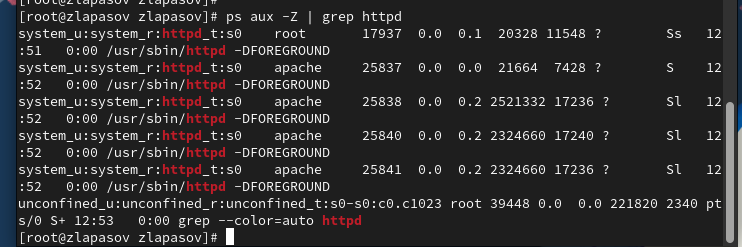 [root@zlapasov zlapasov]#
[root@zlapasov zlapasov]# ps aux -Z | grep httpd
system_u:system_r:httpd_t:s0    root       17937  0.0  0.1  20328 11548 ?        Ss   12
:51   0:00 /usr/sbin/httpd -DFOREGROUND
system_u:system_r:httpd_t:s0    apache     25837  0.0  0.0  21664  7428 ?        S    12
:52   0:00 /usr/sbin/httpd -DFOREGROUND
system_u:system_r:httpd_t:s0    apache     25838  0.0  0.2 2521332 17236 ?       Sl   12
:52   0:00 /usr/sbin/httpd -DFOREGROUND
system_u:system_r:httpd_t:s0    apache     25840  0.0  0.2 2324660 17240 ?       Sl   12
:52   0:00 /usr/sbin/httpd -DFOREGROUND
system_u:system_r:httpd_t:s0    apache     25841  0.0  0.2 2324660 17236 ?       Sl   12
:52   0:00 /usr/sbin/httpd -DFOREGROUND
unconfined_u:unconfined_r:unconfined_t:s0-s0:c0.c1023 root 39448 0.0  0.0 221820 2340 pt
s/0 S+ 12:53   0:00 grep --color=auto httpd
[root@zlapasov zlapasov]#